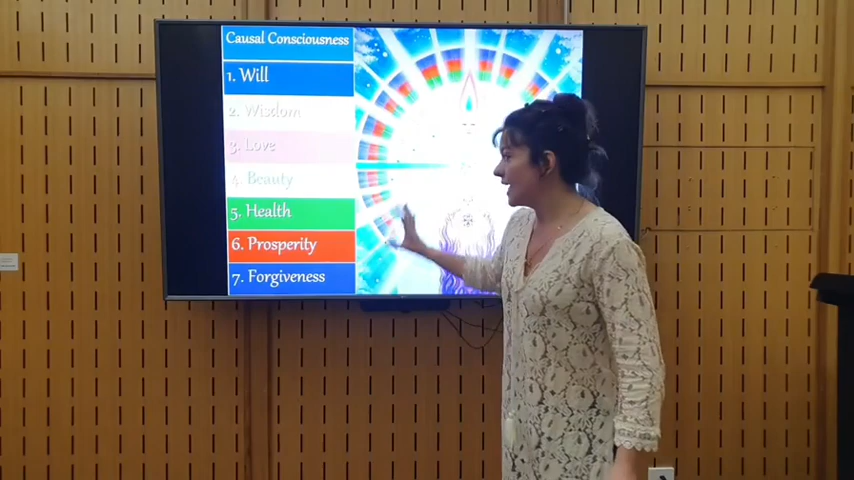 Causal Consciousness
1. Will
2. Wisdom
3. Love
4. Beauty
5. Health
6. Prosperity
7. Forgiveness